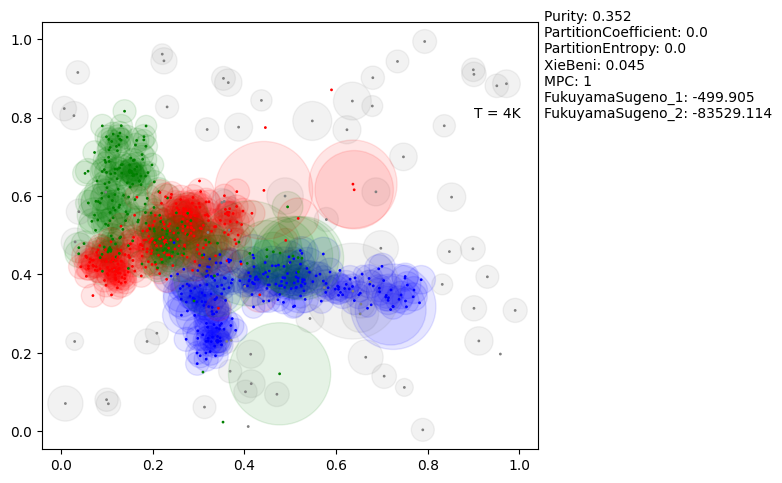 Purity: 0.352
PartitionCoefficient: 0.0
PartitionEntropy: 0.0
XieBeni: 0.045
MPC: 1
FukuyamaSugeno_1: -499.905
FukuyamaSugeno_2: -83529.114
T = 4K
1.0
0.8
0.6
0.4
0.2
0.0
0.0 0.2 0.4 0.6 0.8 1.0